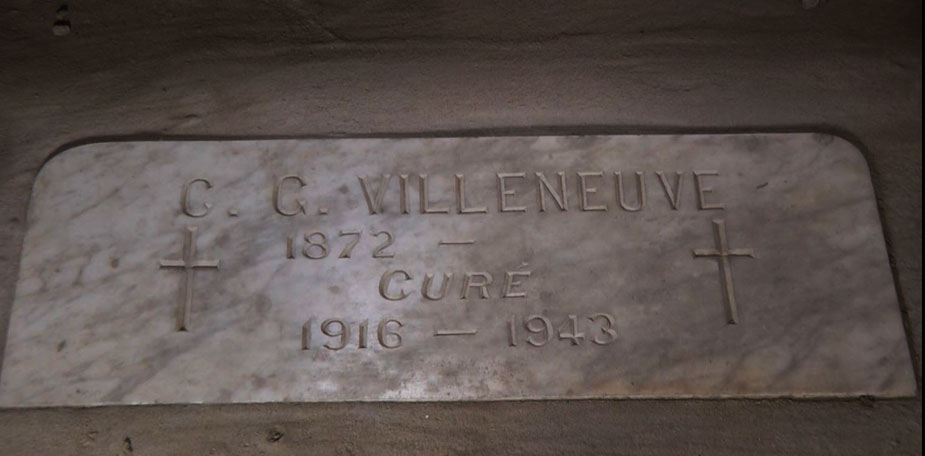 C. G. VILLENEUVE
1872 –
CURÉ
1916 – 1943